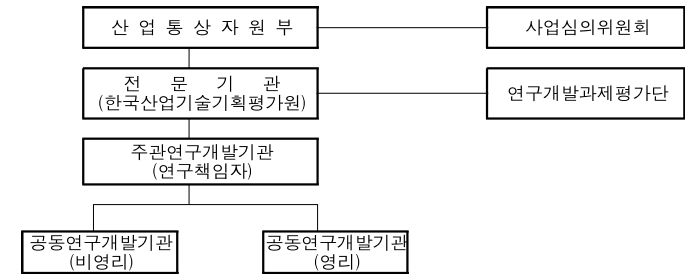 산 업 통 상 자 원 부
사업심의위원회
전 문 기 관
(한국산업기술기획평가원)
연구개발과제평가단
주관연구개발기관
(연구책임자)
공동연구개발기관
(비영리)
공동연구개발기관
(영리)